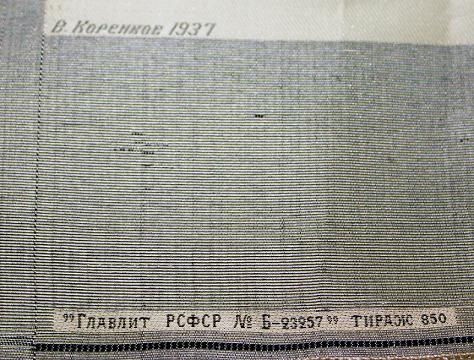 В. Коренков 1937
"Главлит РСФСР № Б-23257" ТИРАЖ 850